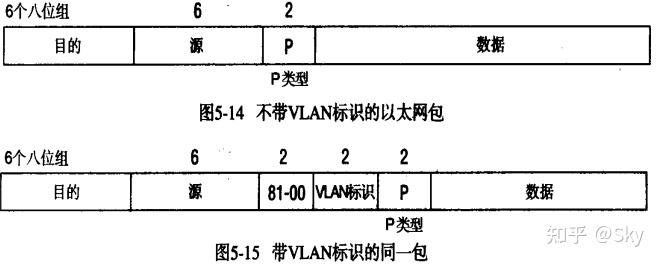 6个八位组 6 2
目的 源 P 数据
P类型
图5-14 不带VLAN标识的以太网包
6个八位组 6 2 2 2
目的 源 81-00 VLAN标识 P 数据
P类型
图5-15 带VLAN标识的同一包
知乎 @Sky